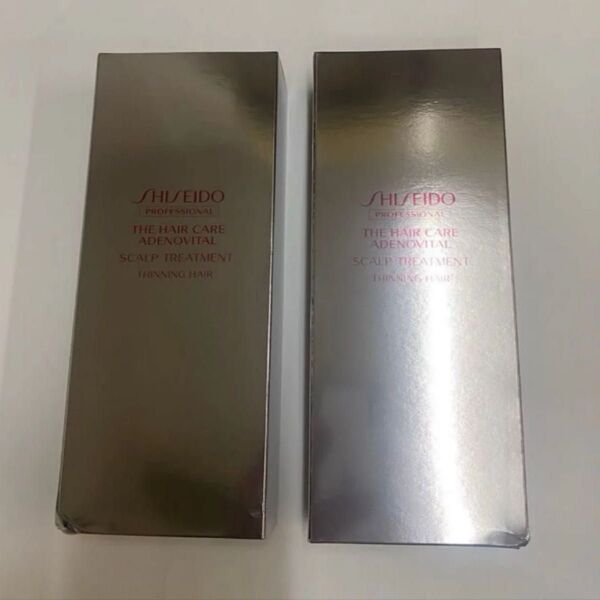 SHISEIDO
PROFESSIONAL
THE HAIR CARE
ADENOVITAL
SCALP TREATMENT
THINNING HAIR
SHISEIDO
PROFESSIONAL
THE HAIR CARE
ADENOVITAL
SCALP TREATMENT
THINNING HAIR